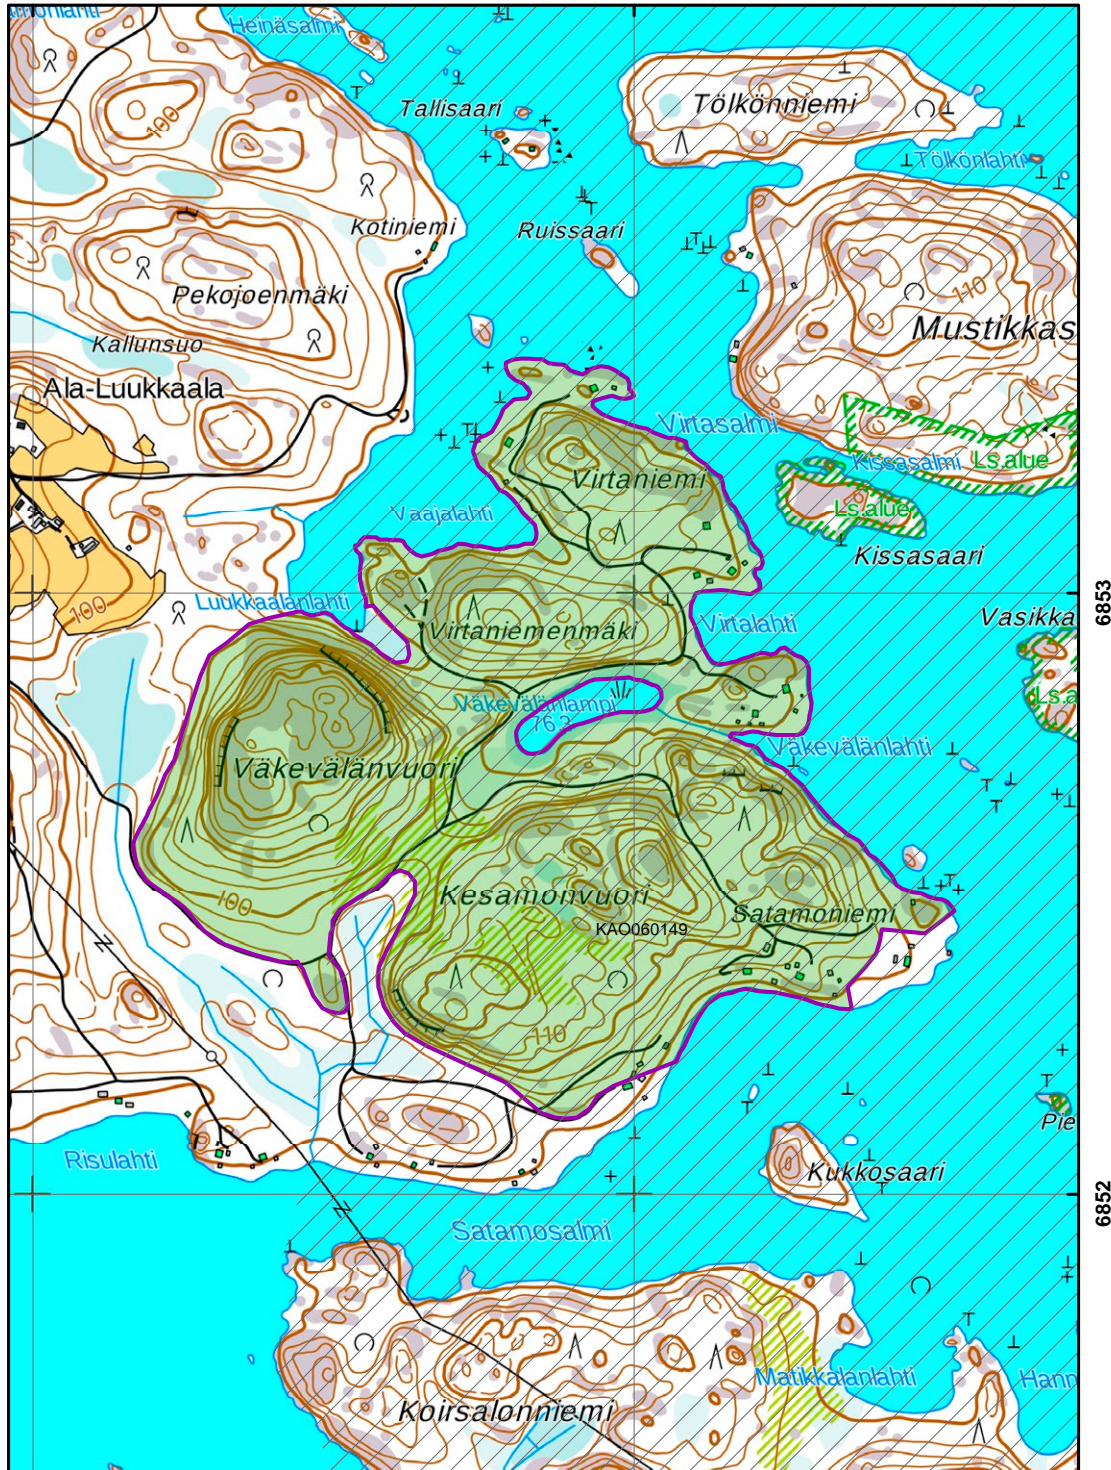 Heinäsalmi
Tallisaari
Tölkönniemi
Tölkönlahti
100
Kotiniemi
Ruissaari
Pekojoenmäki
110
Mustikkas
Kallunsuo
Ala-Luukkaala
Virtasalmi
Kissasalmi
Ls.alue
Virtaniemi
Ls.alue
Vaajalahti
Kissasaari
100
Luukkaalanlahti
6853
Vasikka
Virtaniemenmäki
Virtalahti
Väkevälänlampi
76.3
Ls.a
Väkevälänlahti
Väkevälänvuori
100
Kesamonvuori
Satamoniemi
KAO060149
110
Pie
Risulahti
Kukkosaari
6852
Satamosalmi
Matikkalanlahti
Hann
Koirsalonniemi